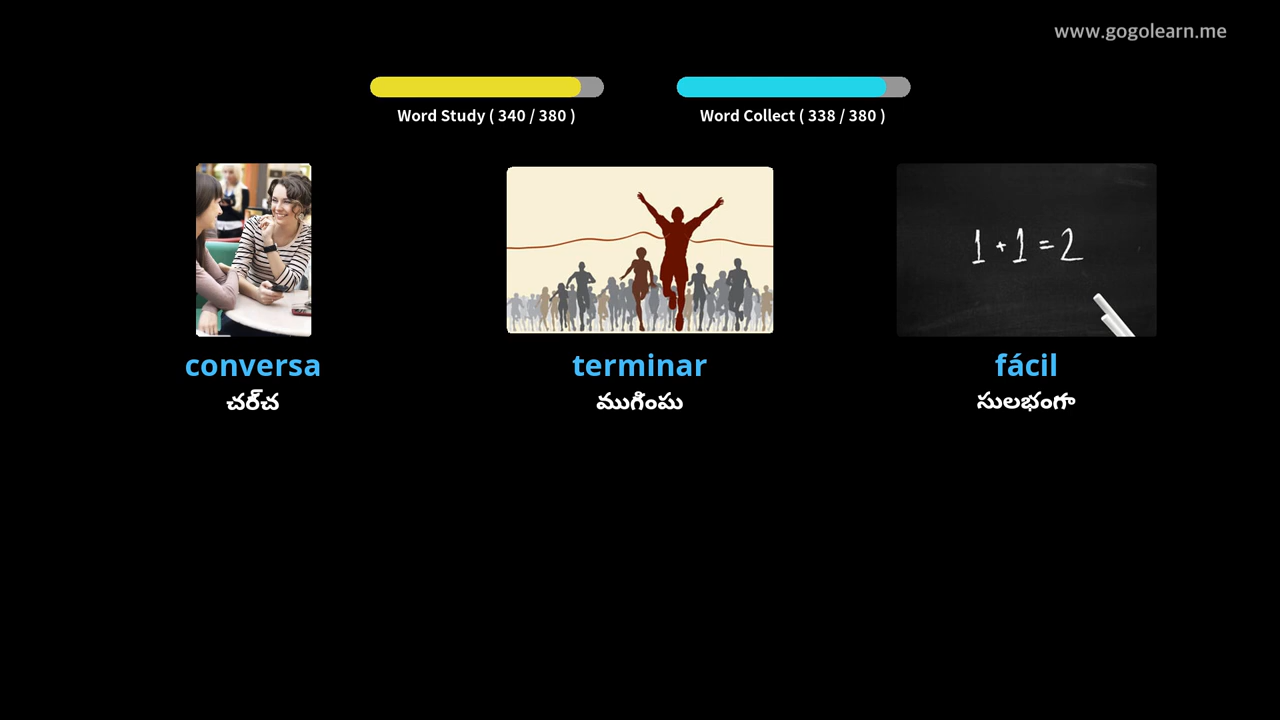 www.gogolearn.me
Word Study ( 340 / 380 )
Word Collect ( 338 / 380 )
1 + 1 = 2
conversa
terminar
fácil
చర్చ
ముగింపు
సులభంగా